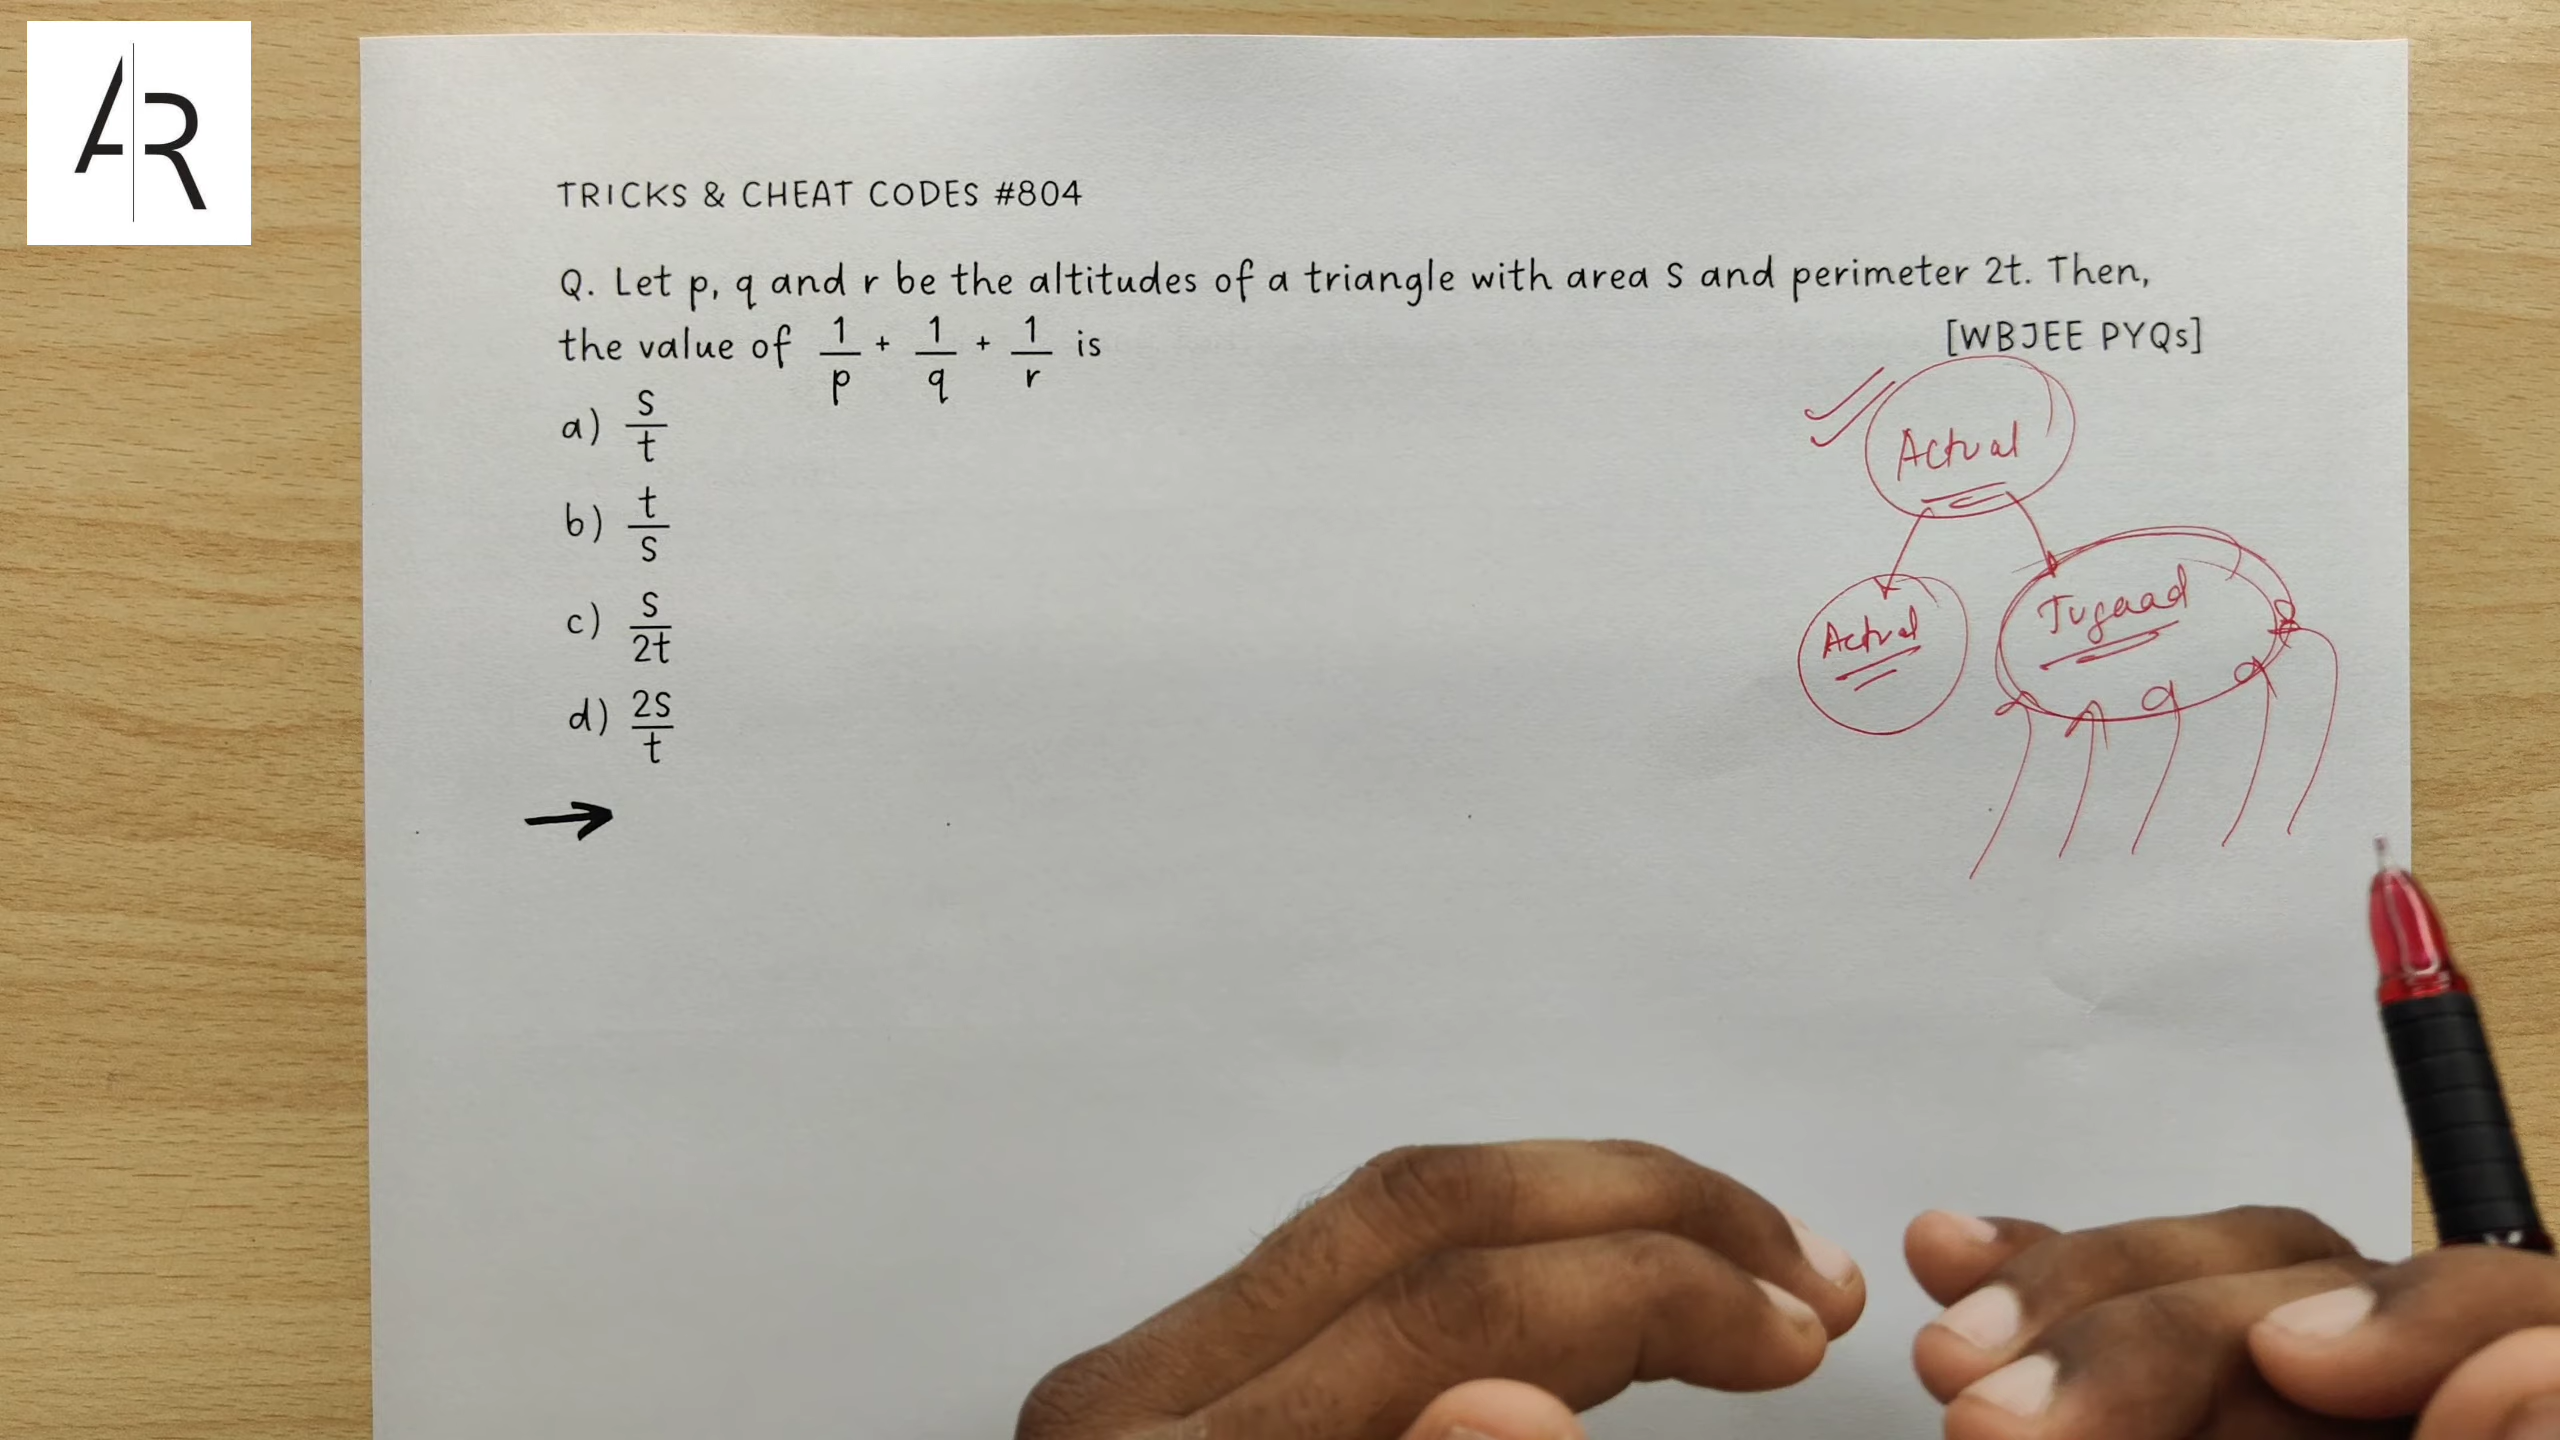 AR
TRICKS & CHEAT CODES #804
Q. Let p, q and r be the altitudes of a triangle with area S and perimeter 2t. Then,
the value of 1/p + 1/q + 1/r is
[WBJEE PYQs]
a) S/t
b) t/S
c) S/2t
d) 2S/t
→
Actual
Actual
Jugaad